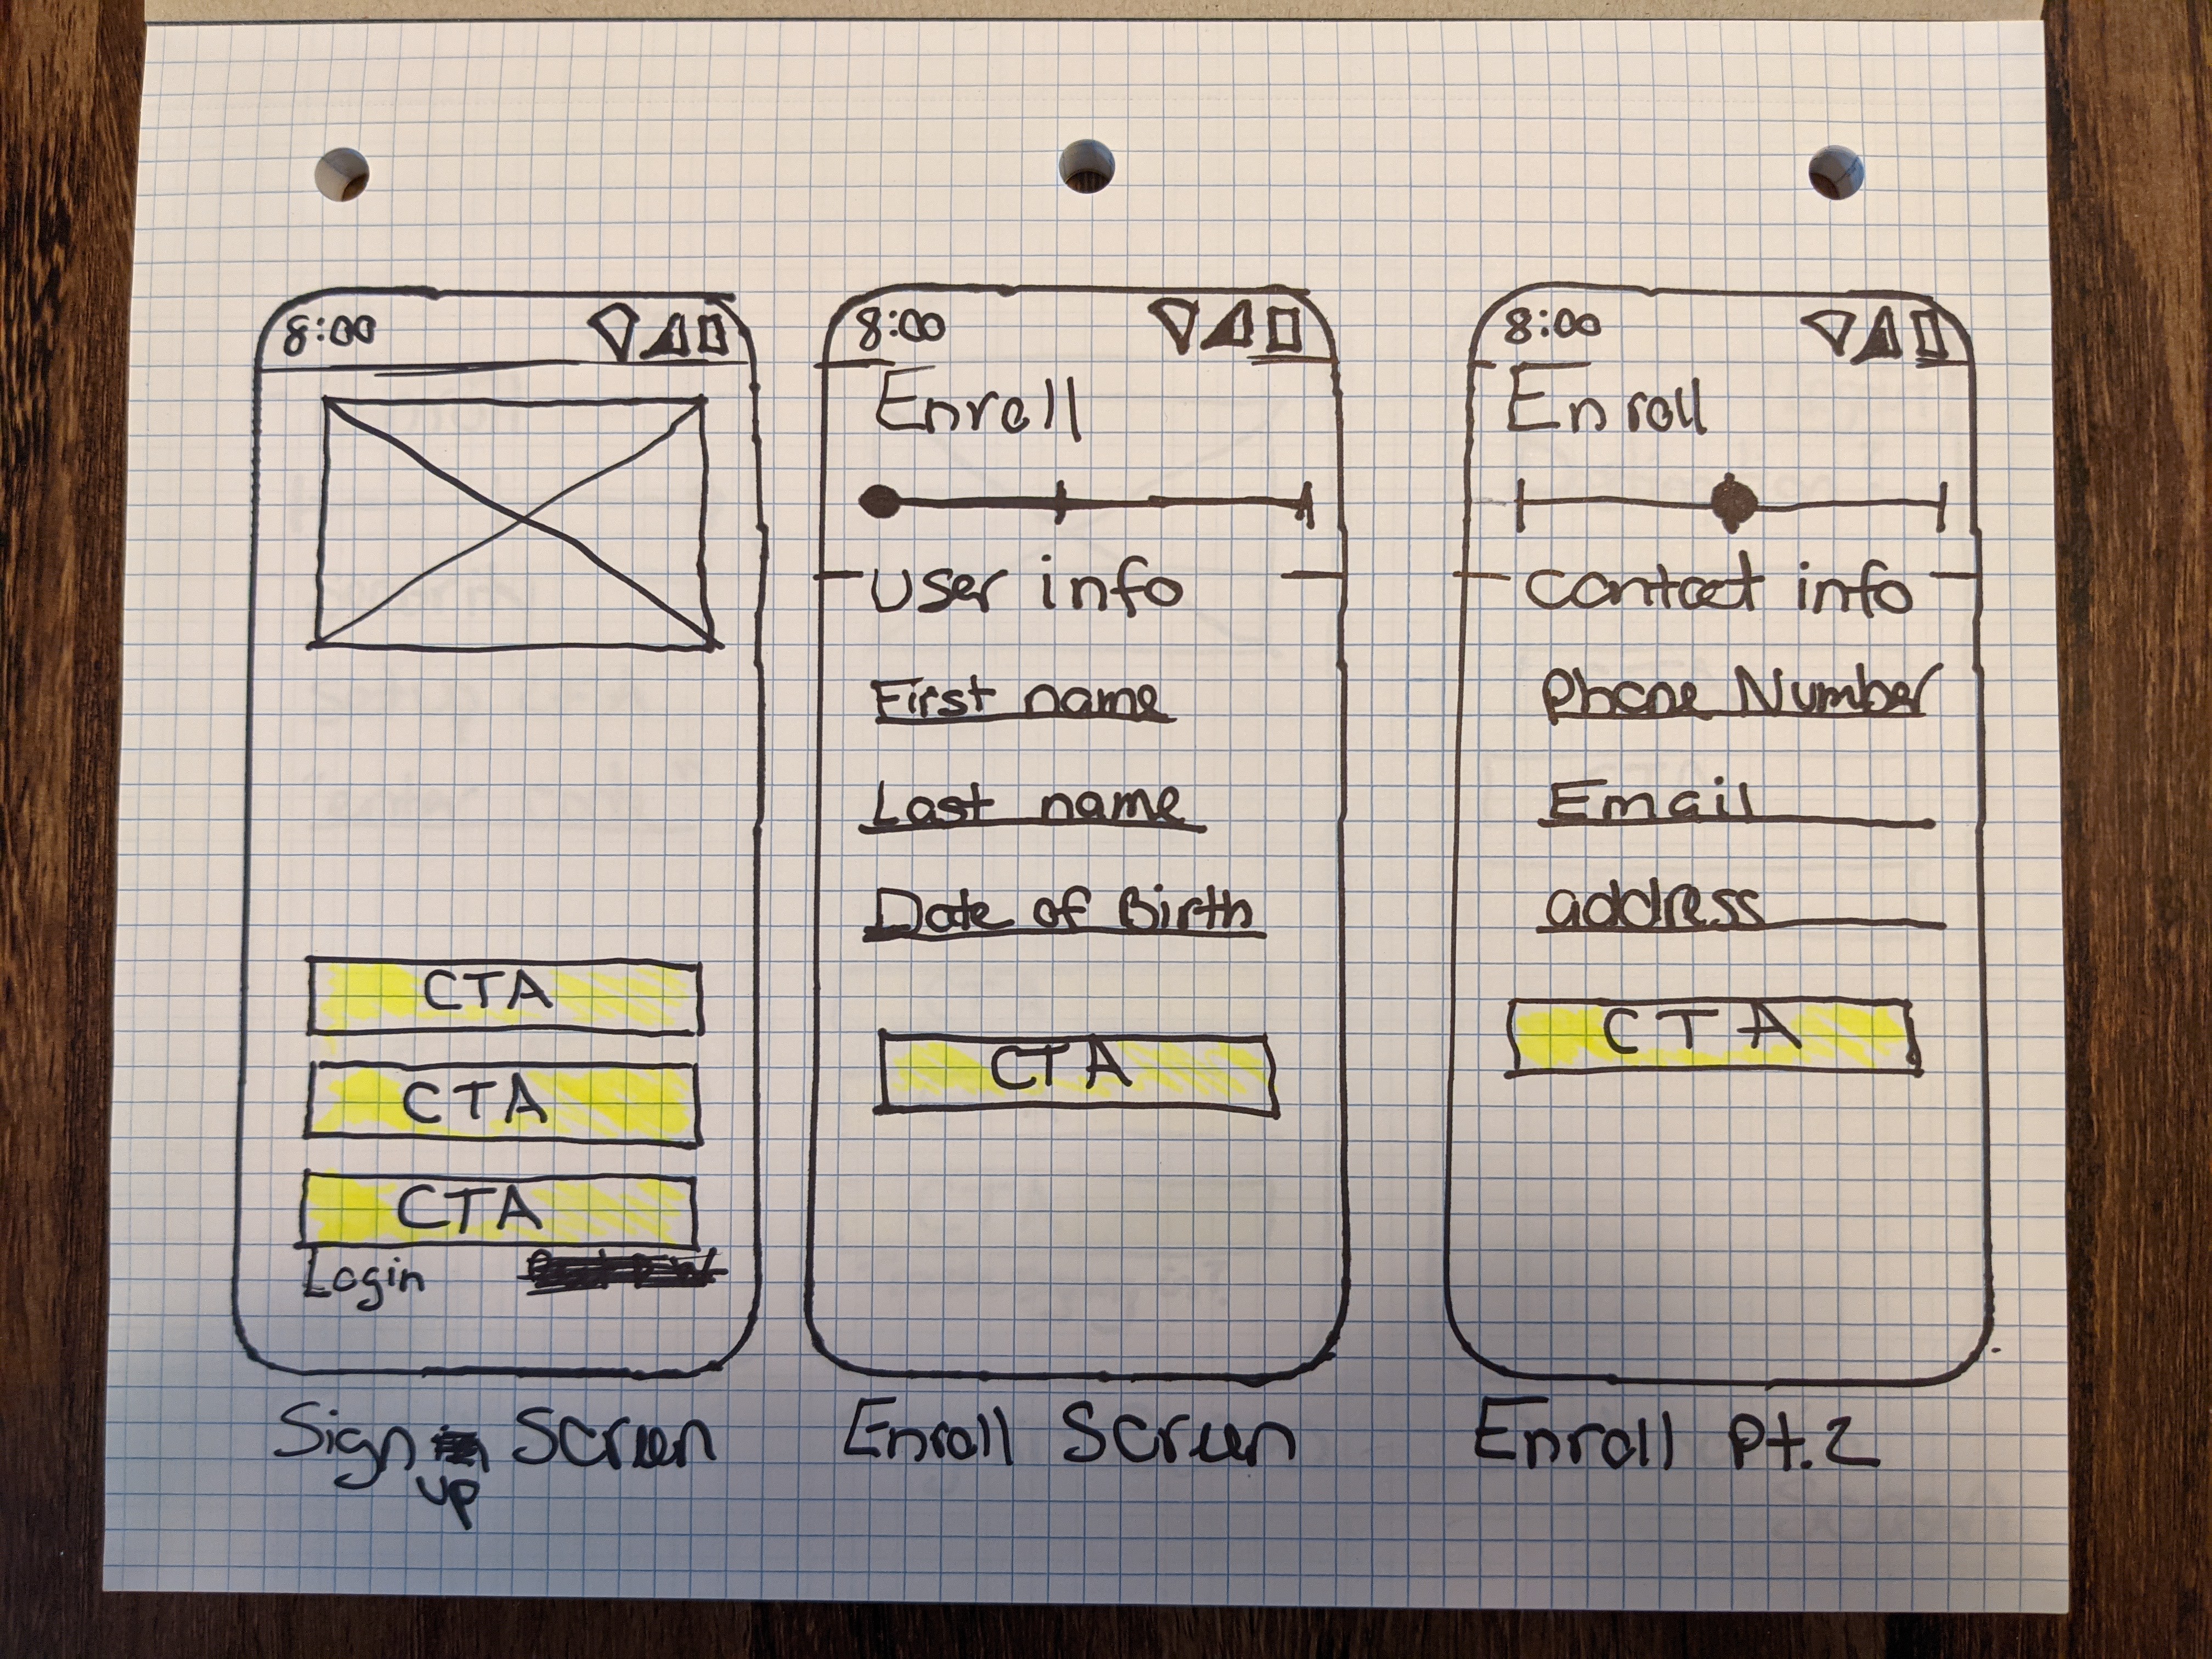 8:00
CTA
CTA
CTA
Login
Sign up Screen
8:00
Enroll
User info
First name
Last name
Date of Birth
CTA
Enroll Screen
8:00
Enroll
Contact info
Phone Number
Email
address
CTA
Enroll Pt.2